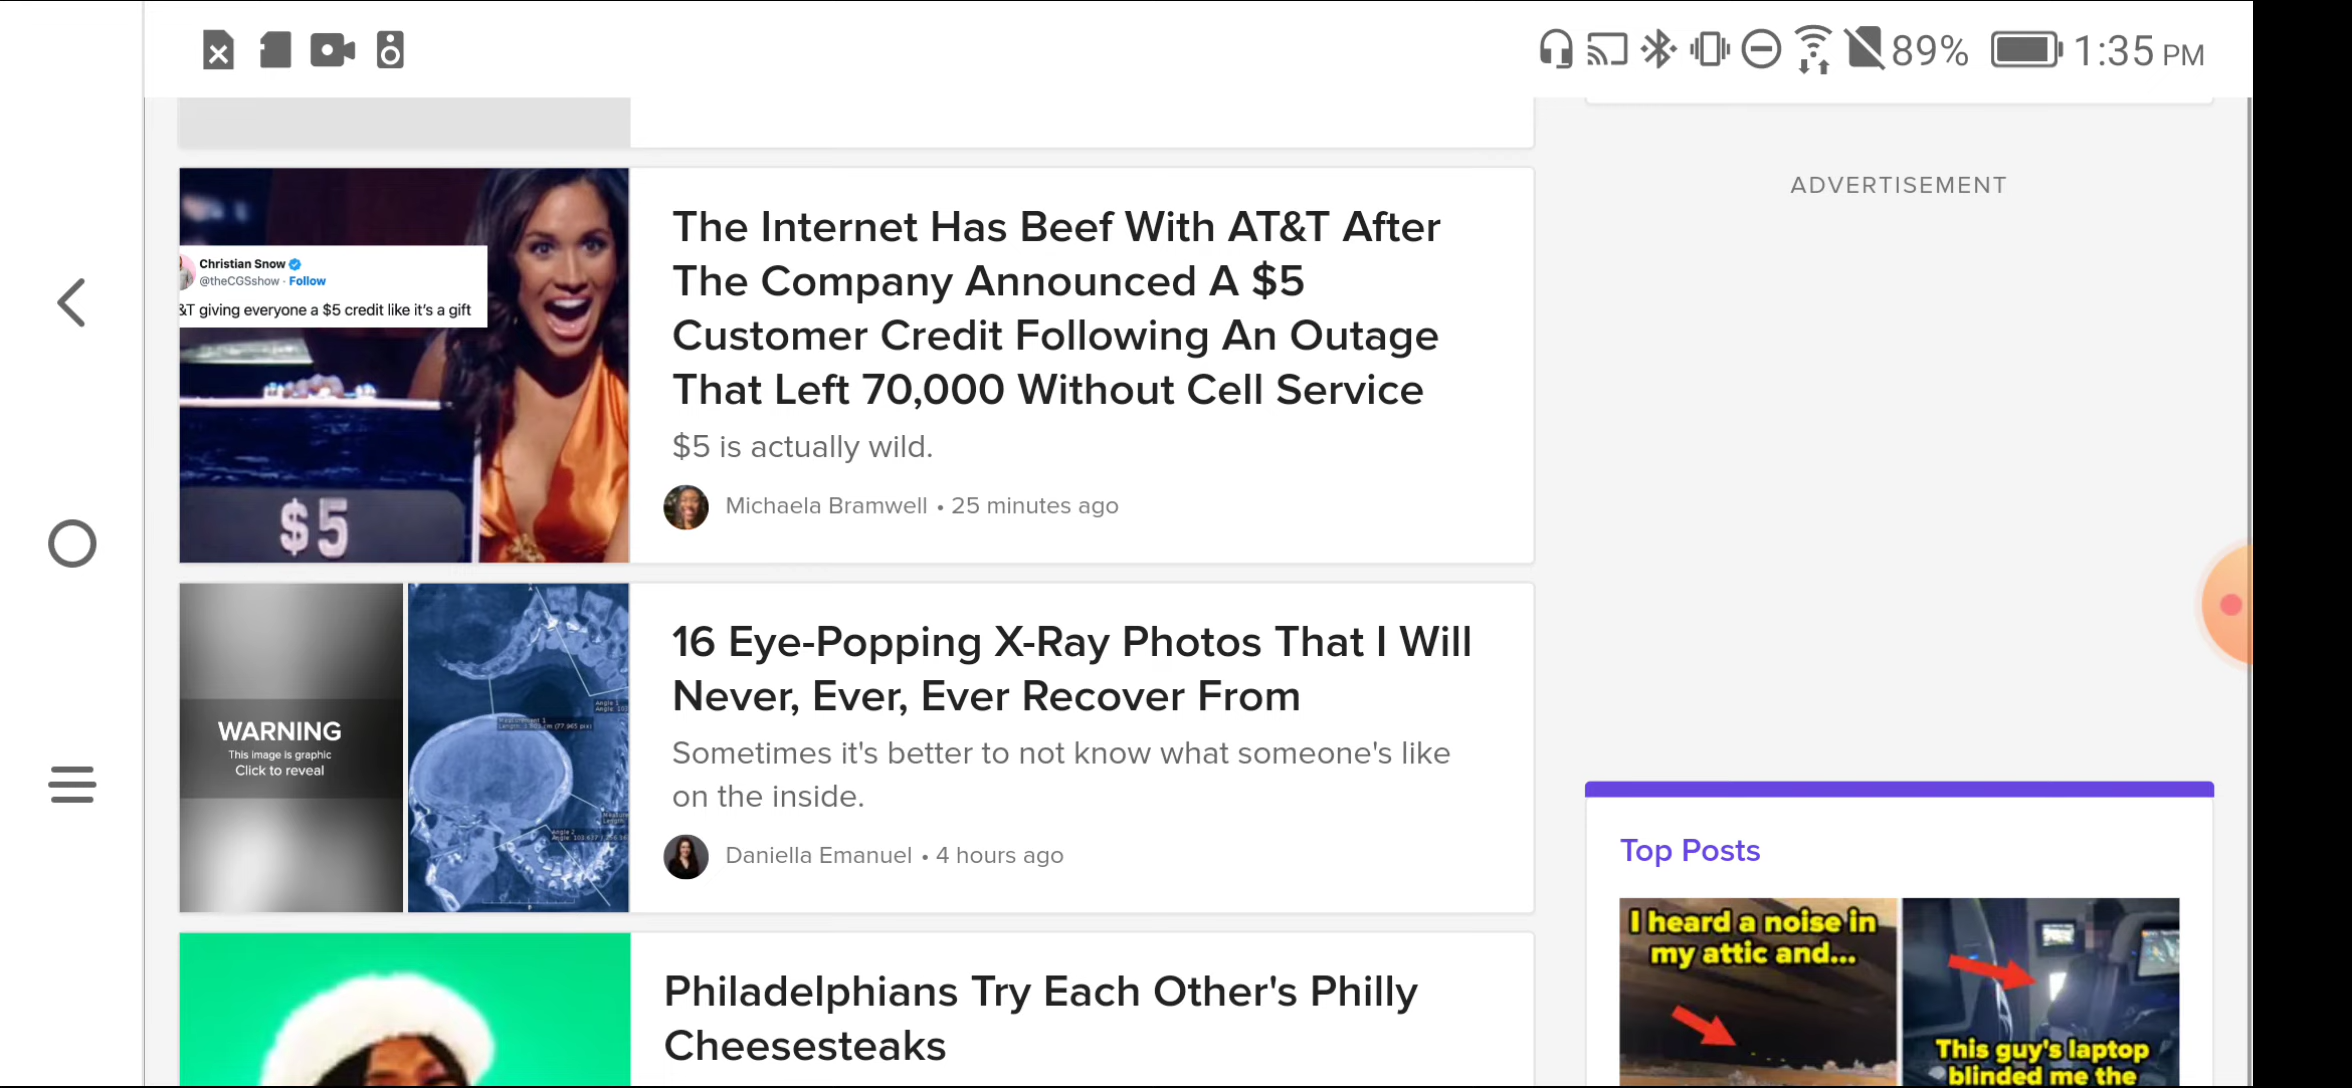 89% 1:35 PM
ADVERTISEMENT
Christian Snow
@theCGSshow · Follow
&T giving everyone a $5 credit like it's a gift
$5
The Internet Has Beef With AT&T After
The Company Announced A $5
Customer Credit Following An Outage
That Left 70,000 Without Cell Service
$5 is actually wild.
Michaela Bramwell • 25 minutes ago
WARNING
This image is graphic
Click to reveal
16 Eye-Popping X-Ray Photos That I Will
Never, Ever, Ever Recover From
Sometimes it's better to not know what someone's like
on the inside.
Daniella Emanuel • 4 hours ago
Philadelphians Try Each Other's Philly
Cheesesteaks
Top Posts
I heard a noise in
my attic and...
This guy's laptop
blinded me the